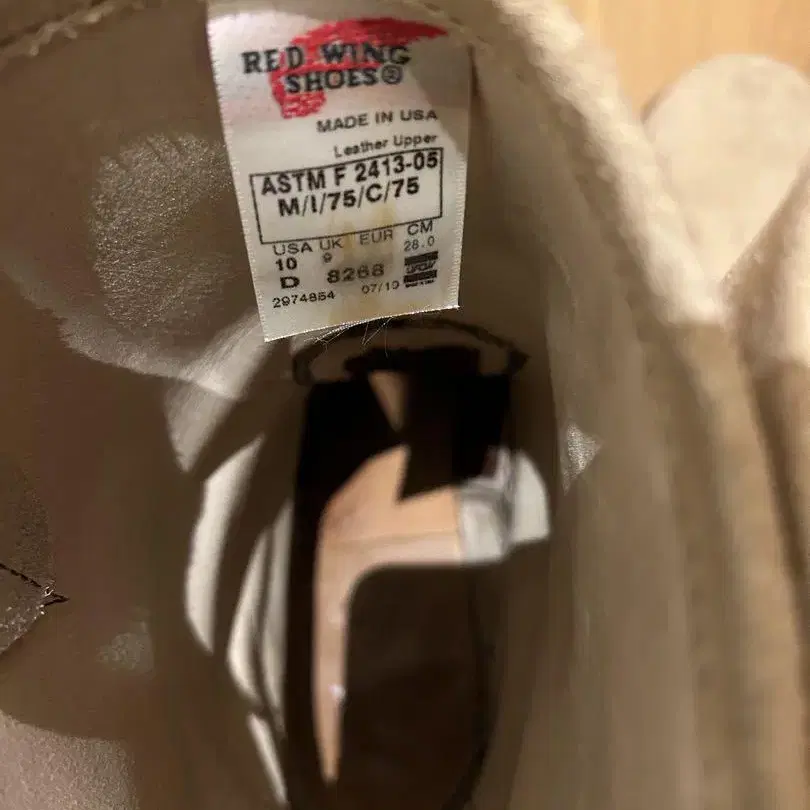 RED WING
SHOES®
MADE IN USA
Leather Upper
ASTM F 2413-05
M/I/75/C/75
USA UK EUR CM
10 9 28.0
D 8268
2974854 07/10